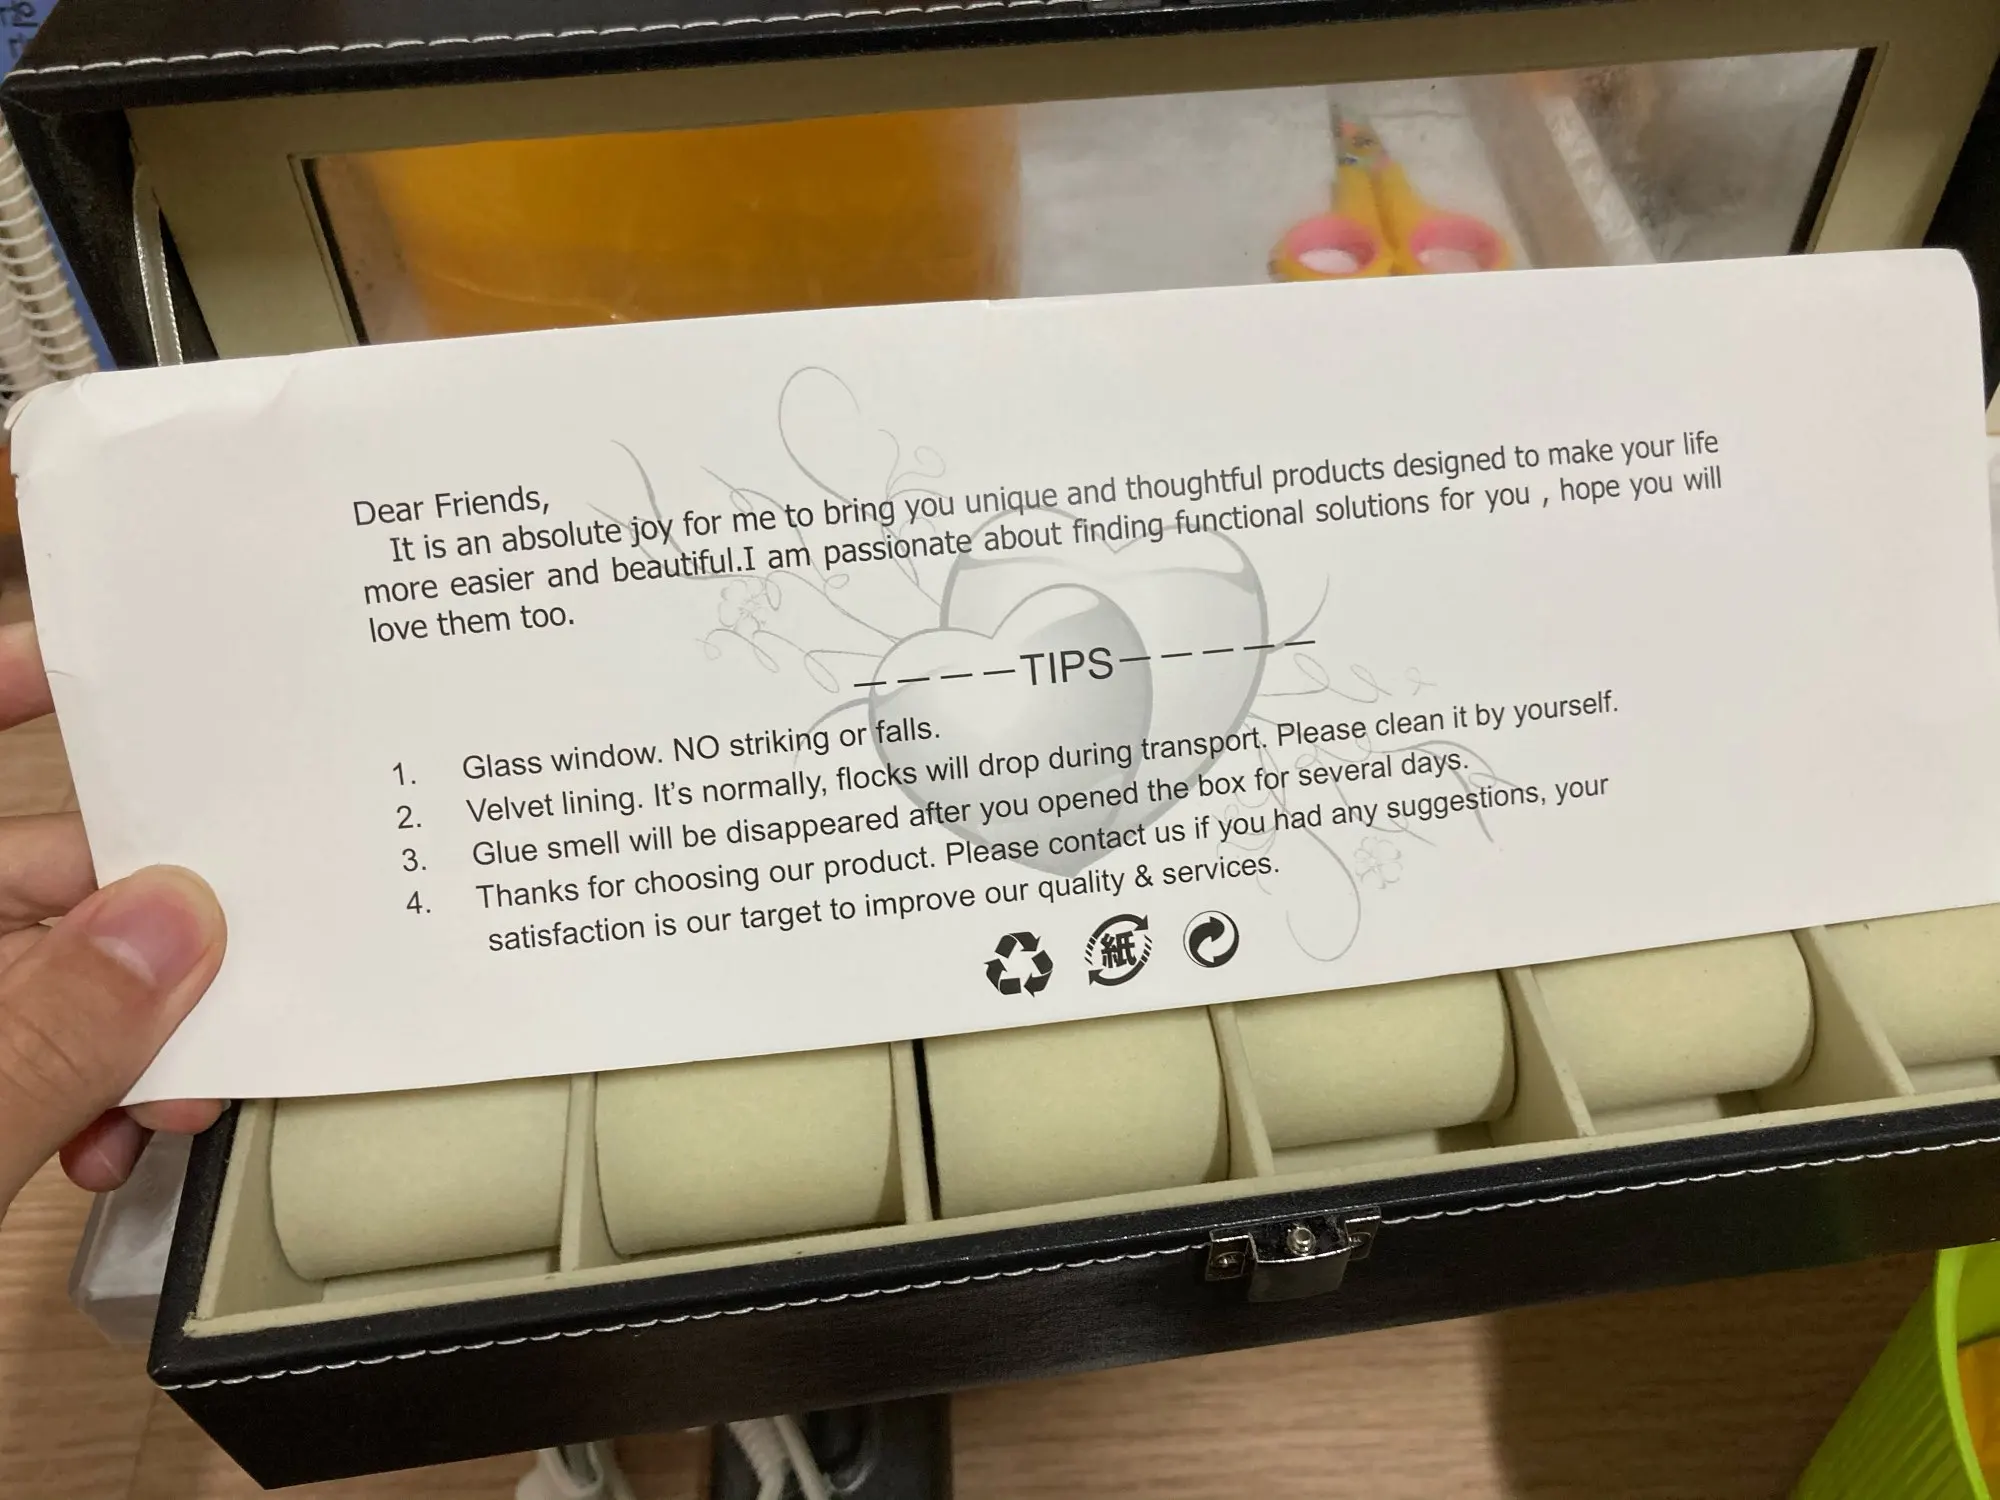 Dear Friends,
It is an absolute joy for me to bring you unique and thoughtful products designed to make your life
more easier and beautiful.I am passionate about finding functional solutions for you , hope you will
love them too.
————TIPS—————
1. Glass window. NO striking or falls.
2. Velvet lining. It's normally, flocks will drop during transport. Please clean it by yourself.
3. Glue smell will be disappeared after you opened the box for several days.
4. Thanks for choosing our product. Please contact us if you had any suggestions, your
satisfaction is our target to improve our quality & services.
紙